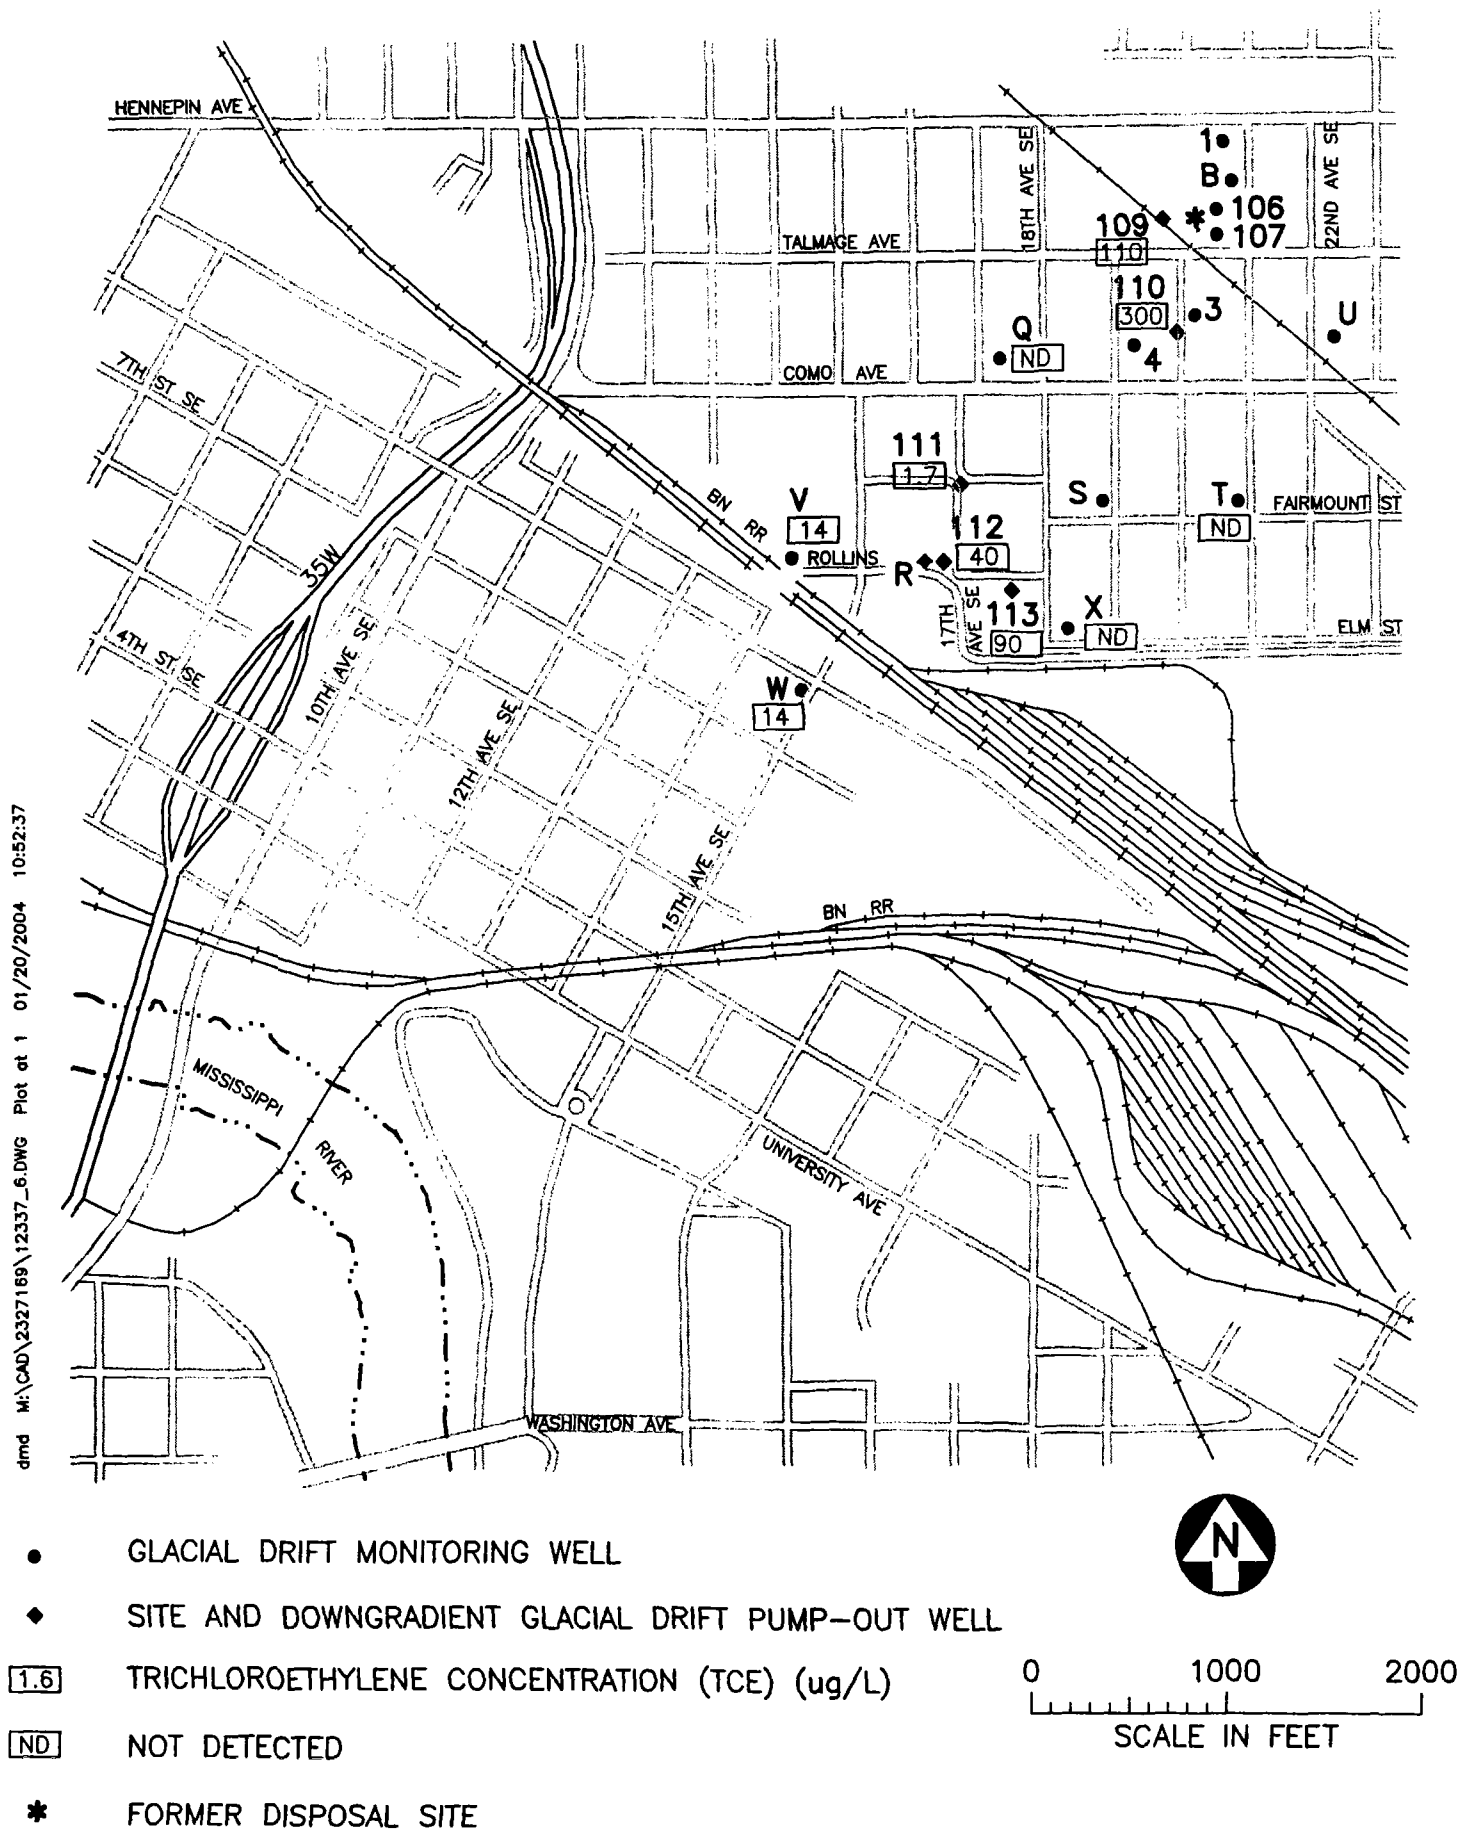 HENNEPIN AVE
18TH AVE SE
22ND AVE SE
1
B
106
107
109
110
TALMAGE AVE
110
300
3
U
4
Q
ND
COMO AVE
7TH ST SE
111
1.7
BN RR
V
14
ROLLINS
S
T
ND
FAIRMOUNT ST
112
40
R
35W
17TH AVE SE
113
90
X
ND
ELM ST
4TH ST SE
10TH AVE SE
W
14
12TH AVE SE
15TH AVE SE
BN RR
MISSISSIPPI
RIVER
UNIVERSITY AVE
WASHINGTON AVE
dmd M:\CAD\2327169\12337_6.DWG Plot at 1 01/20/2004 10:52:37
GLACIAL DRIFT MONITORING WELL
N
SITE AND DOWNGRADIENT GLACIAL DRIFT PUMP-OUT WELL
1.6 TRICHLOROETHYLENE CONCENTRATION (TCE) (ug/L)
0 1000 2000
SCALE IN FEET
ND NOT DETECTED
FORMER DISPOSAL SITE